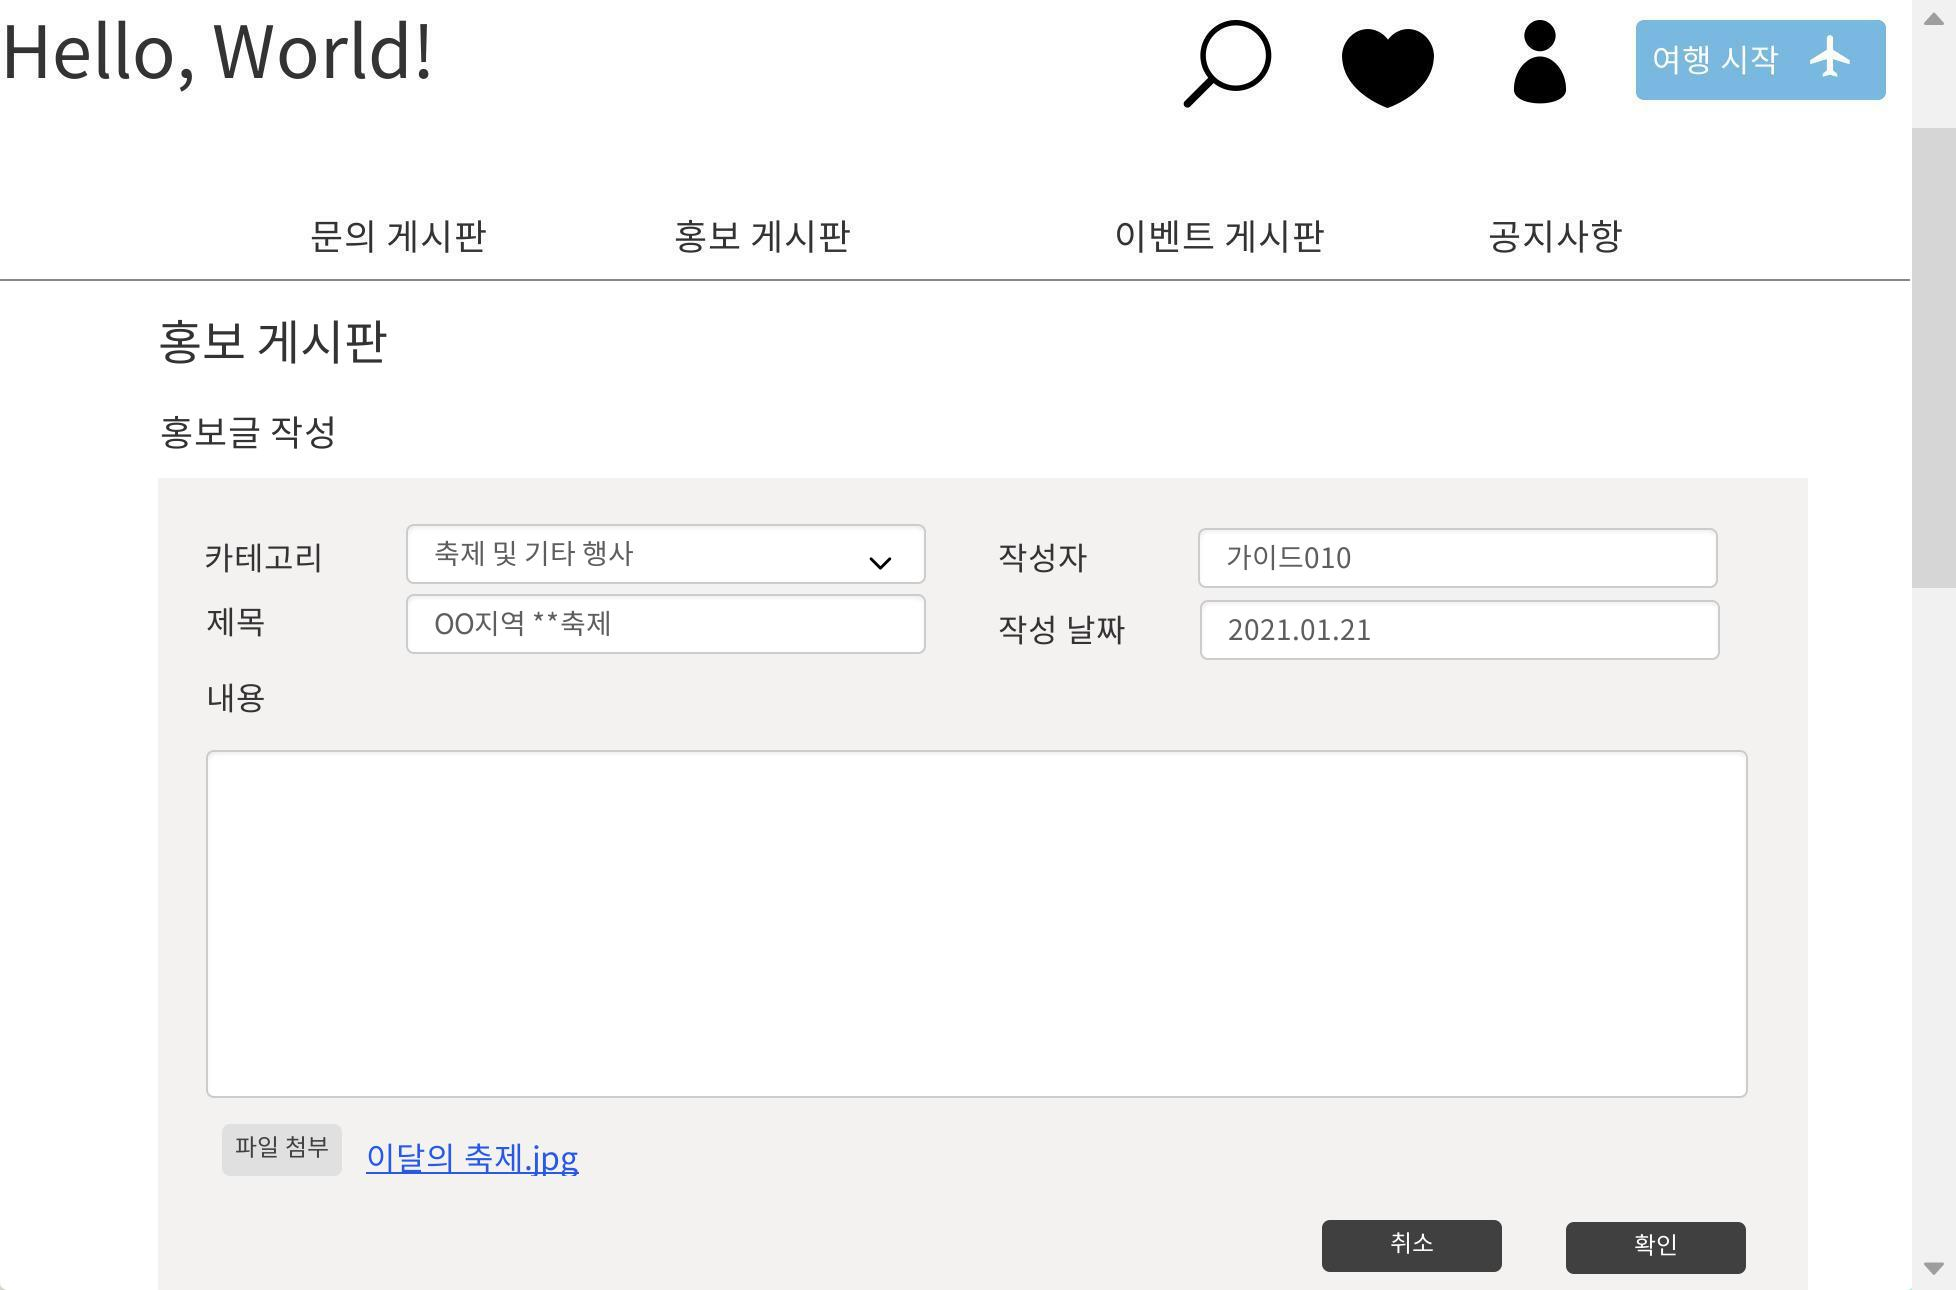 Hello, World!
여행 시작
문의 게시판 홍보 게시판 이벤트 게시판 공지사항
홍보 게시판
홍보글 작성
카테고리 축제 및 기타 행사 작성자 가이드010
제목 OO지역 **축제 작성 날짜 2021.01.21
내용
파일 첨부 이달의 축제.jpg
취소 확인